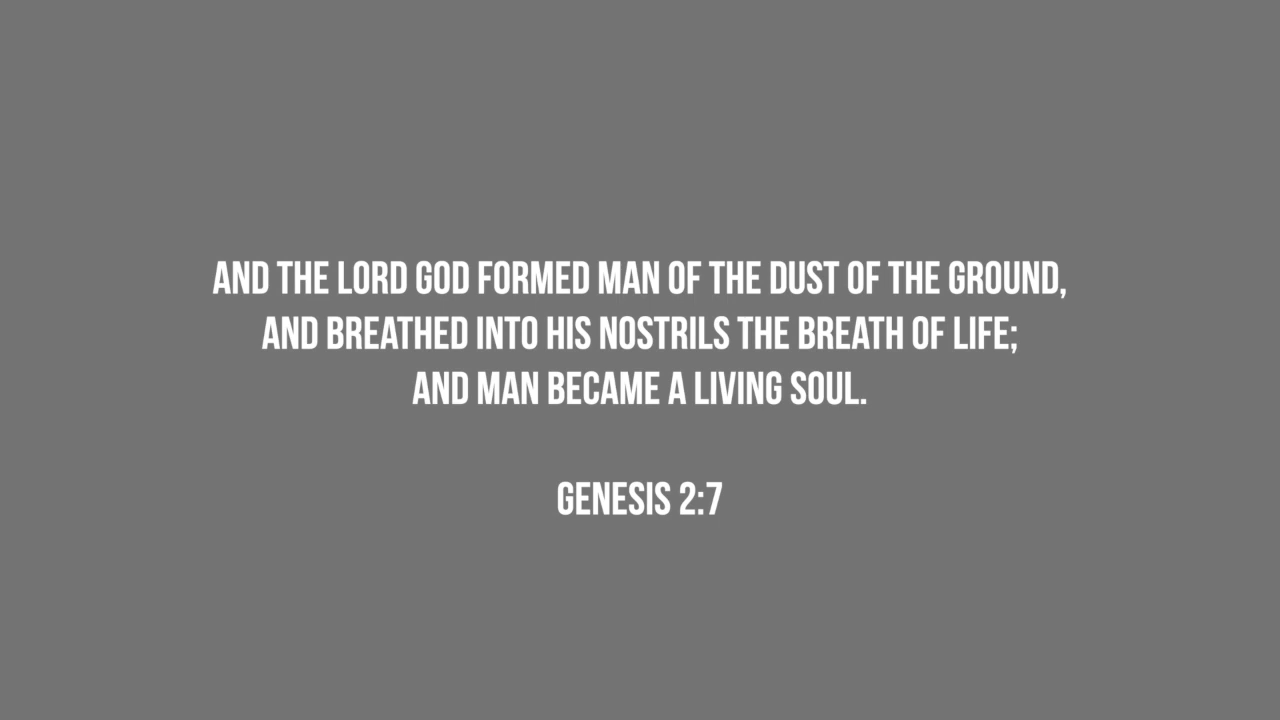 AND THE LORD GOD FORMED MAN OF THE DUST OF THE GROUND,
AND BREATHED INTO HIS NOSTRILS THE BREATH OF LIFE;
AND MAN BECAME A LIVING SOUL.
GENESIS 2:7